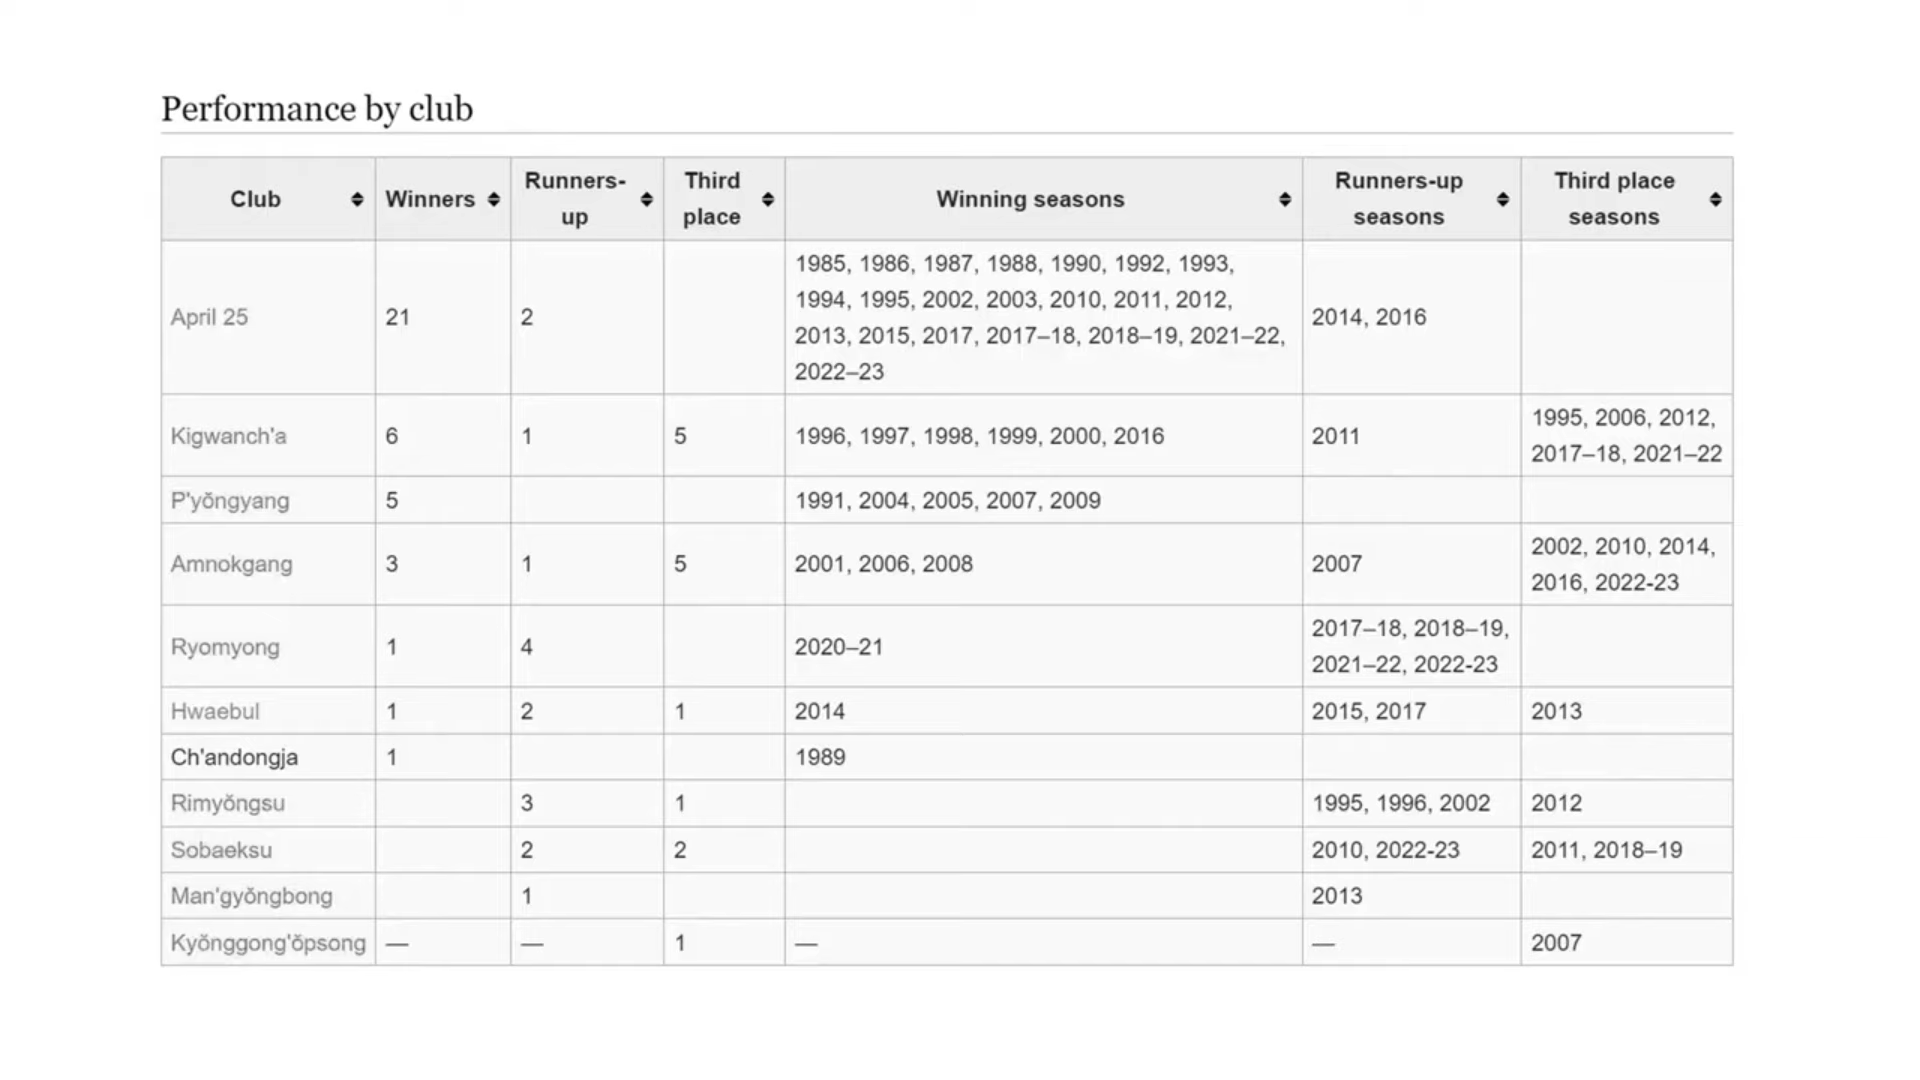 Performance by club
Club Winners Runners-up Third place Winning seasons Runners-up seasons Third place seasons
April 25 21 2 1985, 1986, 1987, 1988, 1990, 1992, 1993,
1994, 1995, 2002, 2003, 2010, 2011, 2012,
2013, 2015, 2017, 2017–18, 2018–19, 2021–22,
2022–23 2014, 2016
Kigwanch'a 6 1 5 1996, 1997, 1998, 1999, 2000, 2016 2011 1995, 2006, 2012,
2017–18, 2021–22
P'yŏngyang 5 1991, 2004, 2005, 2007, 2009
Amnokgang 3 1 5 2001, 2006, 2008 2007 2002, 2010, 2014,
2016, 2022-23
Ryomyong 1 4 2020–21 2017–18, 2018–19,
2021–22, 2022-23
Hwaebul 1 2 1 2014 2015, 2017 2013
Ch'andongja 1 1989
Rimyŏngsu 3 1 1995, 1996, 2002 2012
Sobaeksu 2 2 2010, 2022-23 2011, 2018–19
Man'gyŏngbong 1 2013
Kyŏnggong'ŏpsong — — 1 — — 2007